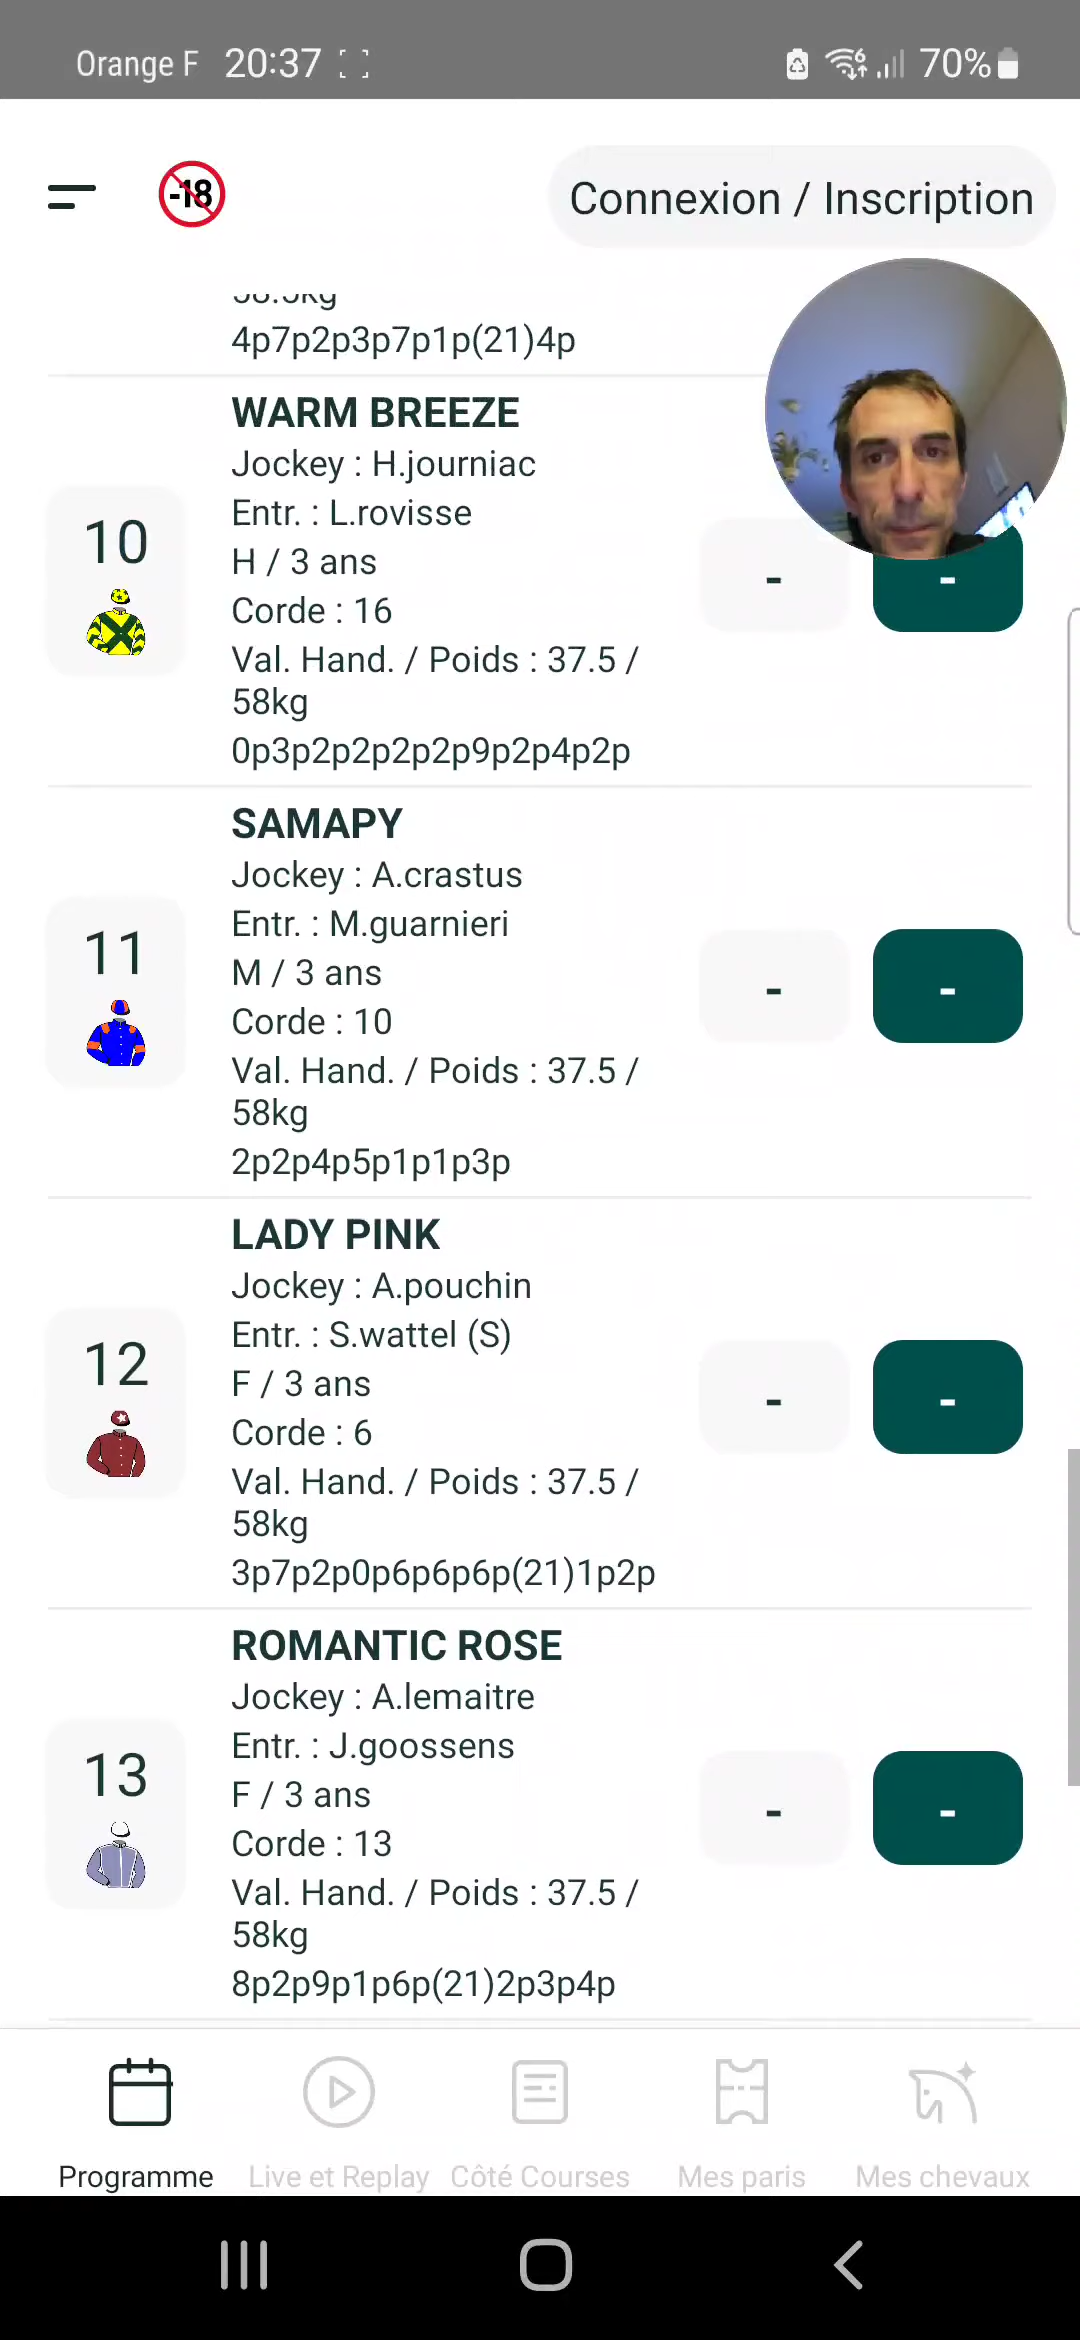 Orange F 20:37 70%
-18
Connexion / Inscription
58.5kg
4p7p2p3p7p1p(21)4p
WARM BREEZE
Jockey : H.journiac
Entr. : L.rovisse
10
H / 3 ans
Corde : 16
Val. Hand. / Poids : 37.5 /
58kg
0p3p2p2p2p2p9p2p4p2p
- -
SAMAPY
Jockey : A.crastus
Entr. : M.guarnieri
11
M / 3 ans
Corde : 10
Val. Hand. / Poids : 37.5 /
58kg
2p2p4p5p1p1p3p
- -
LADY PINK
Jockey : A.pouchin
Entr. : S.wattel (S)
12
F / 3 ans
Corde : 6
Val. Hand. / Poids : 37.5 /
58kg
3p7p2p0p6p6p6p(21)1p2p
- -
ROMANTIC ROSE
Jockey : A.lemaitre
Entr. : J.goossens
13
F / 3 ans
Corde : 13
Val. Hand. / Poids : 37.5 /
58kg
8p2p9p1p6p(21)2p3p4p
- -
Programme Live et Replay Côté Courses Mes paris Mes chevaux